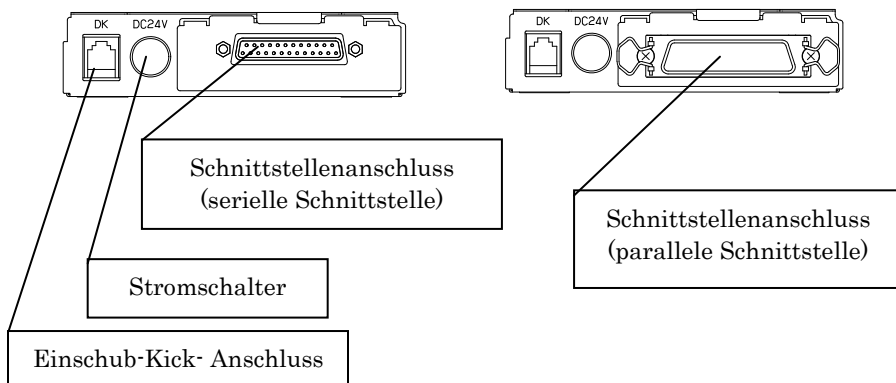 DK DC24V
DK DC24V
Schnittstellenanschluss
(serielle Schnittstelle)
Schnittstellenanschluss
(parallele Schnittstelle)
Stromschalter
Einschub-Kick- Anschluss